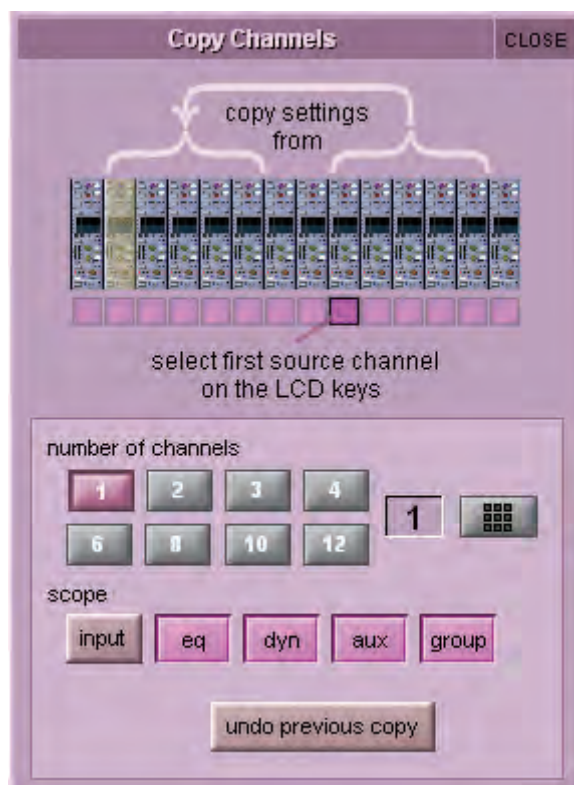 Copy Channels
CLOSE
copy settings
from
select first source channel
on the LCD keys
number of channels
1 2 3 4
1
6 8 10 12
scope
input eq dyn aux group
undo previous copy